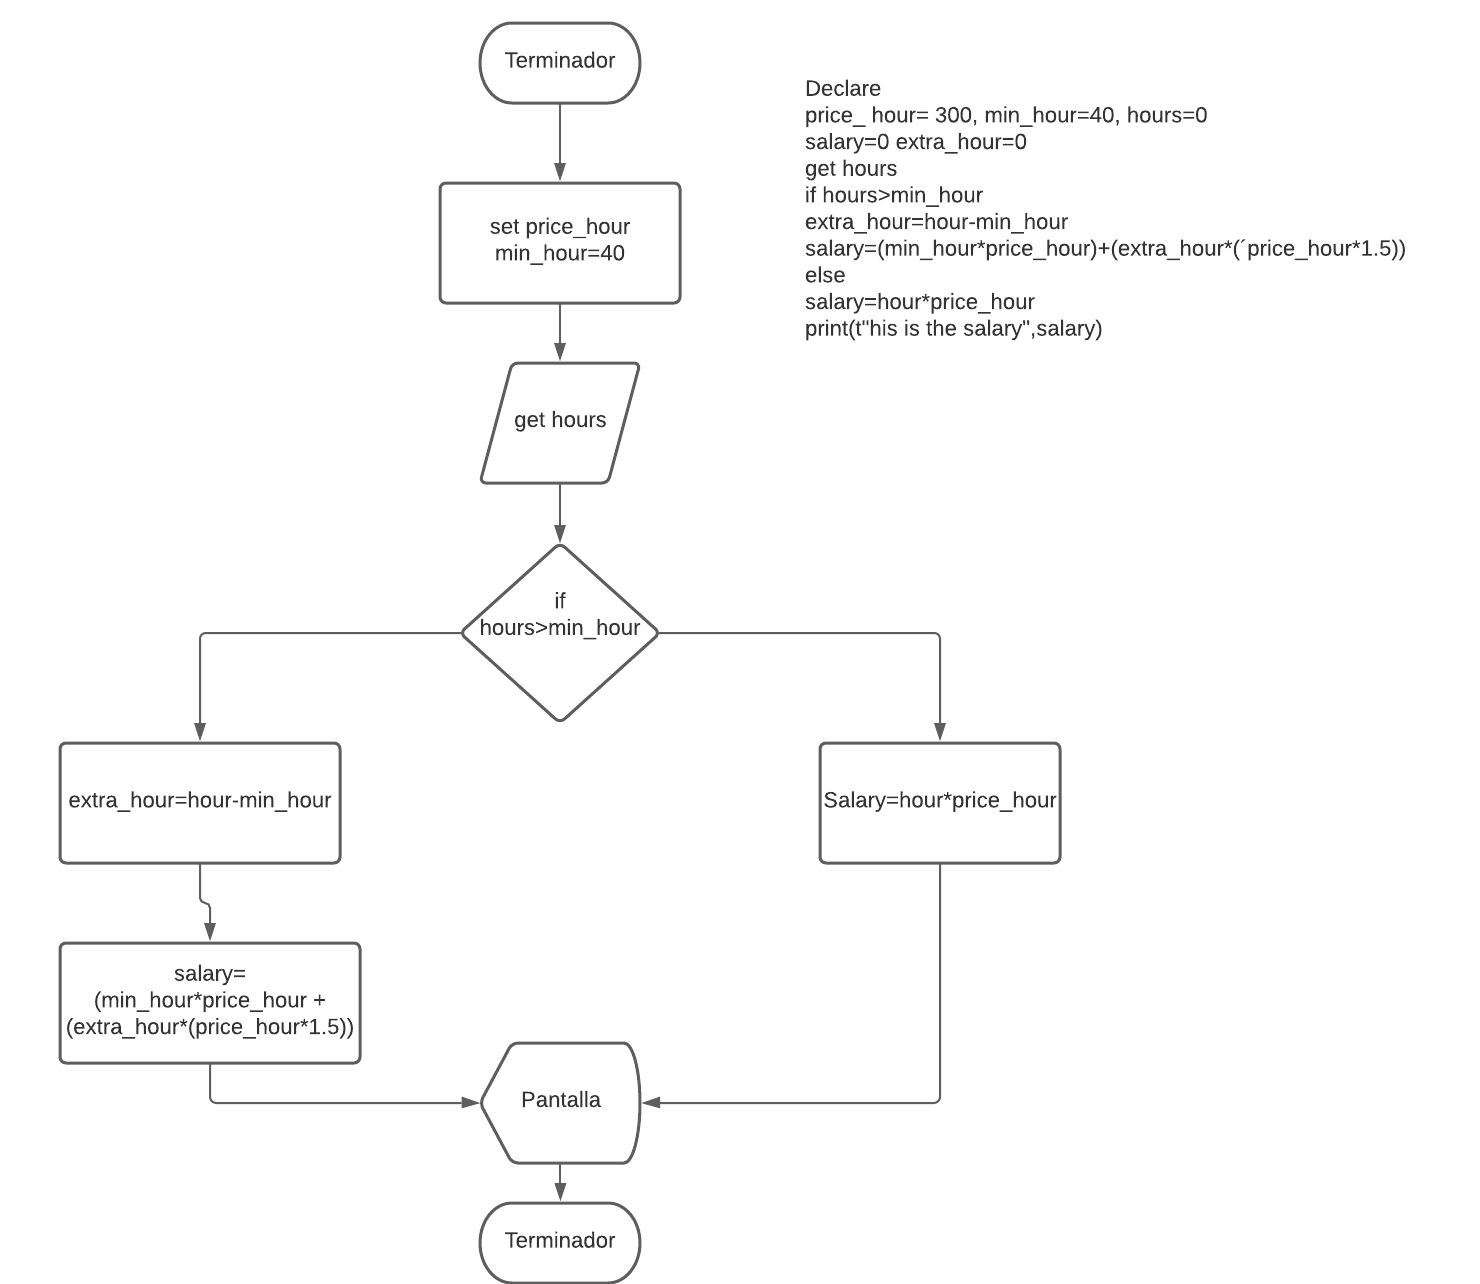 Terminador
Declare
price_ hour= 300, min_hour=40, hours=0
salary=0 extra_hour=0
get hours
if hours>min_hour
extra_hour=hour-min_hour
salary=(min_hour*price_hour)+(extra_hour*(´price_hour*1.5))
else
salary=hour*price_hour
print(t"his is the salary",salary)
set price_hour
min_hour=40
get hours
if
hours>min_hour
extra_hour=hour-min_hour
Salary=hour*price_hour
salary=
(min_hour*price_hour +
(extra_hour*(price_hour*1.5))
Pantalla
Terminador